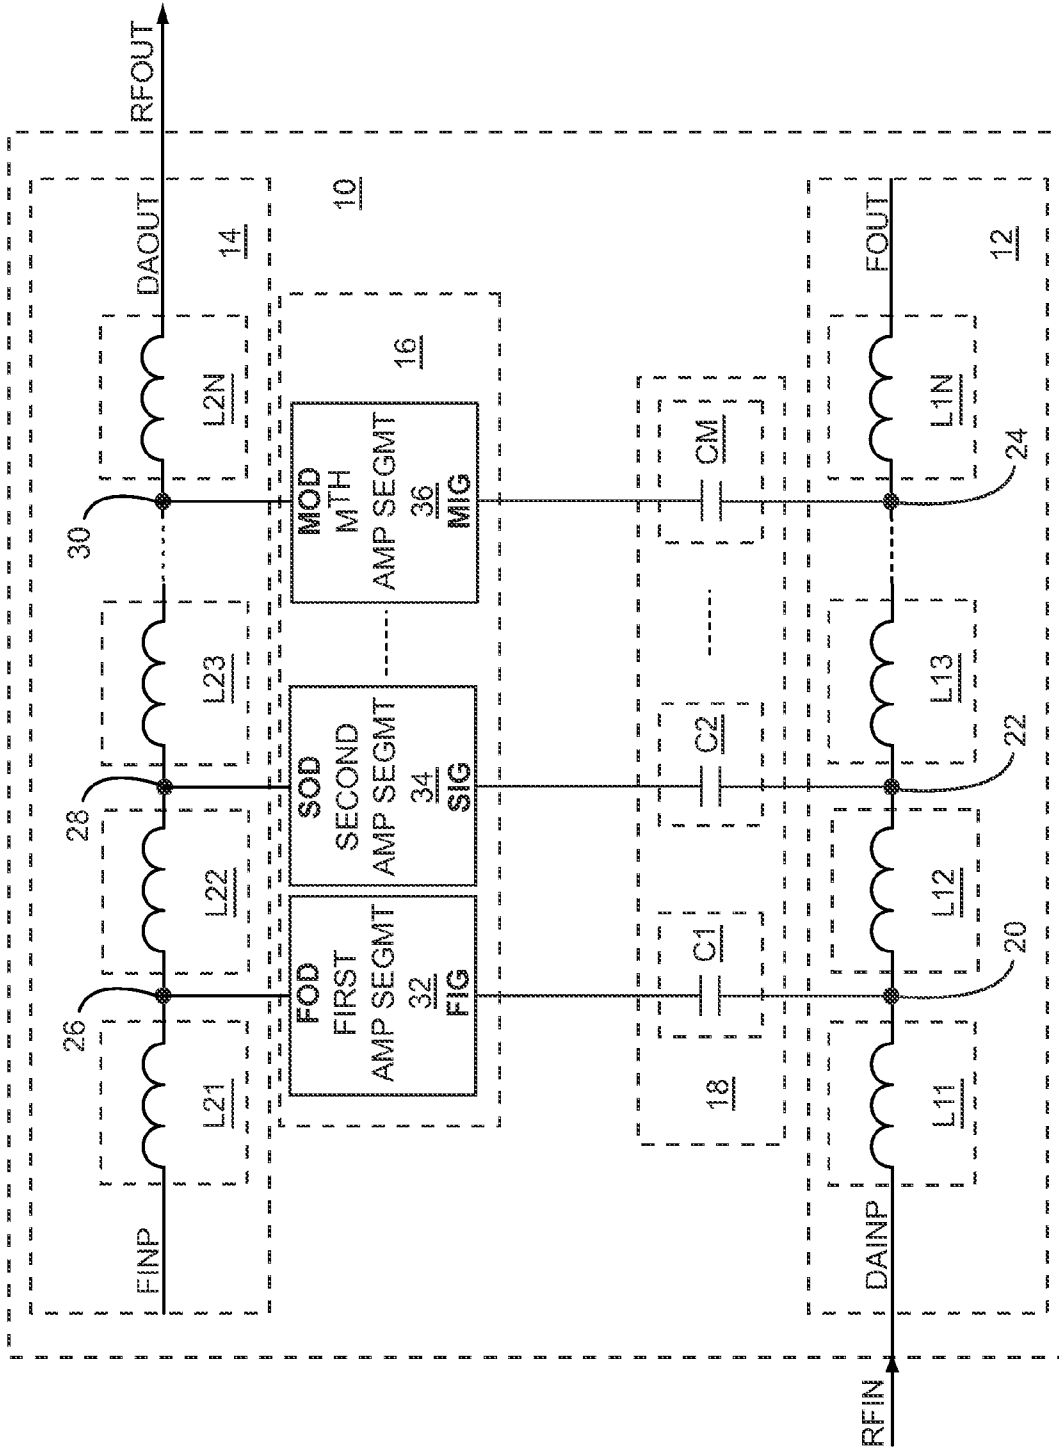 RFOUT
DAOUT
14
10
L2N
L23
L22
L21
FINP
30
28
26
16
MOD
MTH
AMP SEGMT
36
MIG
SOD
SECOND
AMP SEGMT
34
SIG
FOD
FIRST
AMP SEGMT
32
FIG
CM
C2
C1
18
FOUT
12
L1N
L13
L12
L11
DAINP
24
22
20
RFIN